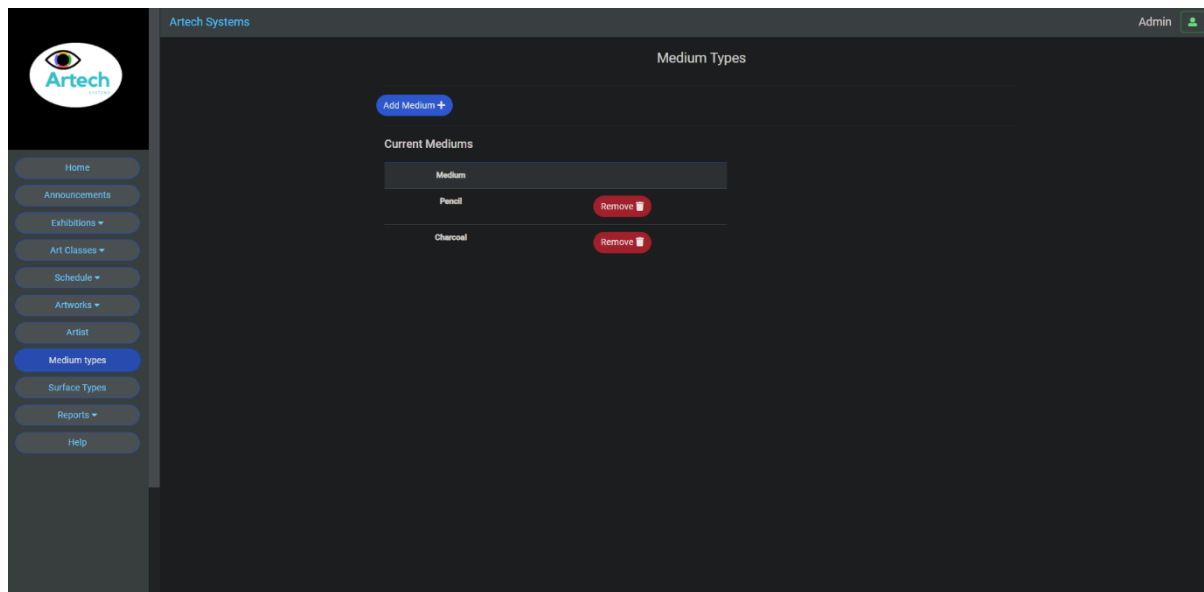 Artech Systems
Admin
Artech
SYSTEMS
Home
Announcements
Exhibitions
Art Classes
Schedule
Artworks
Artist
Medium types
Surface Types
Reports
Help
Medium Types
Add Medium +
Current Mediums
Medium
Pencil Remove
Charcoal Remove